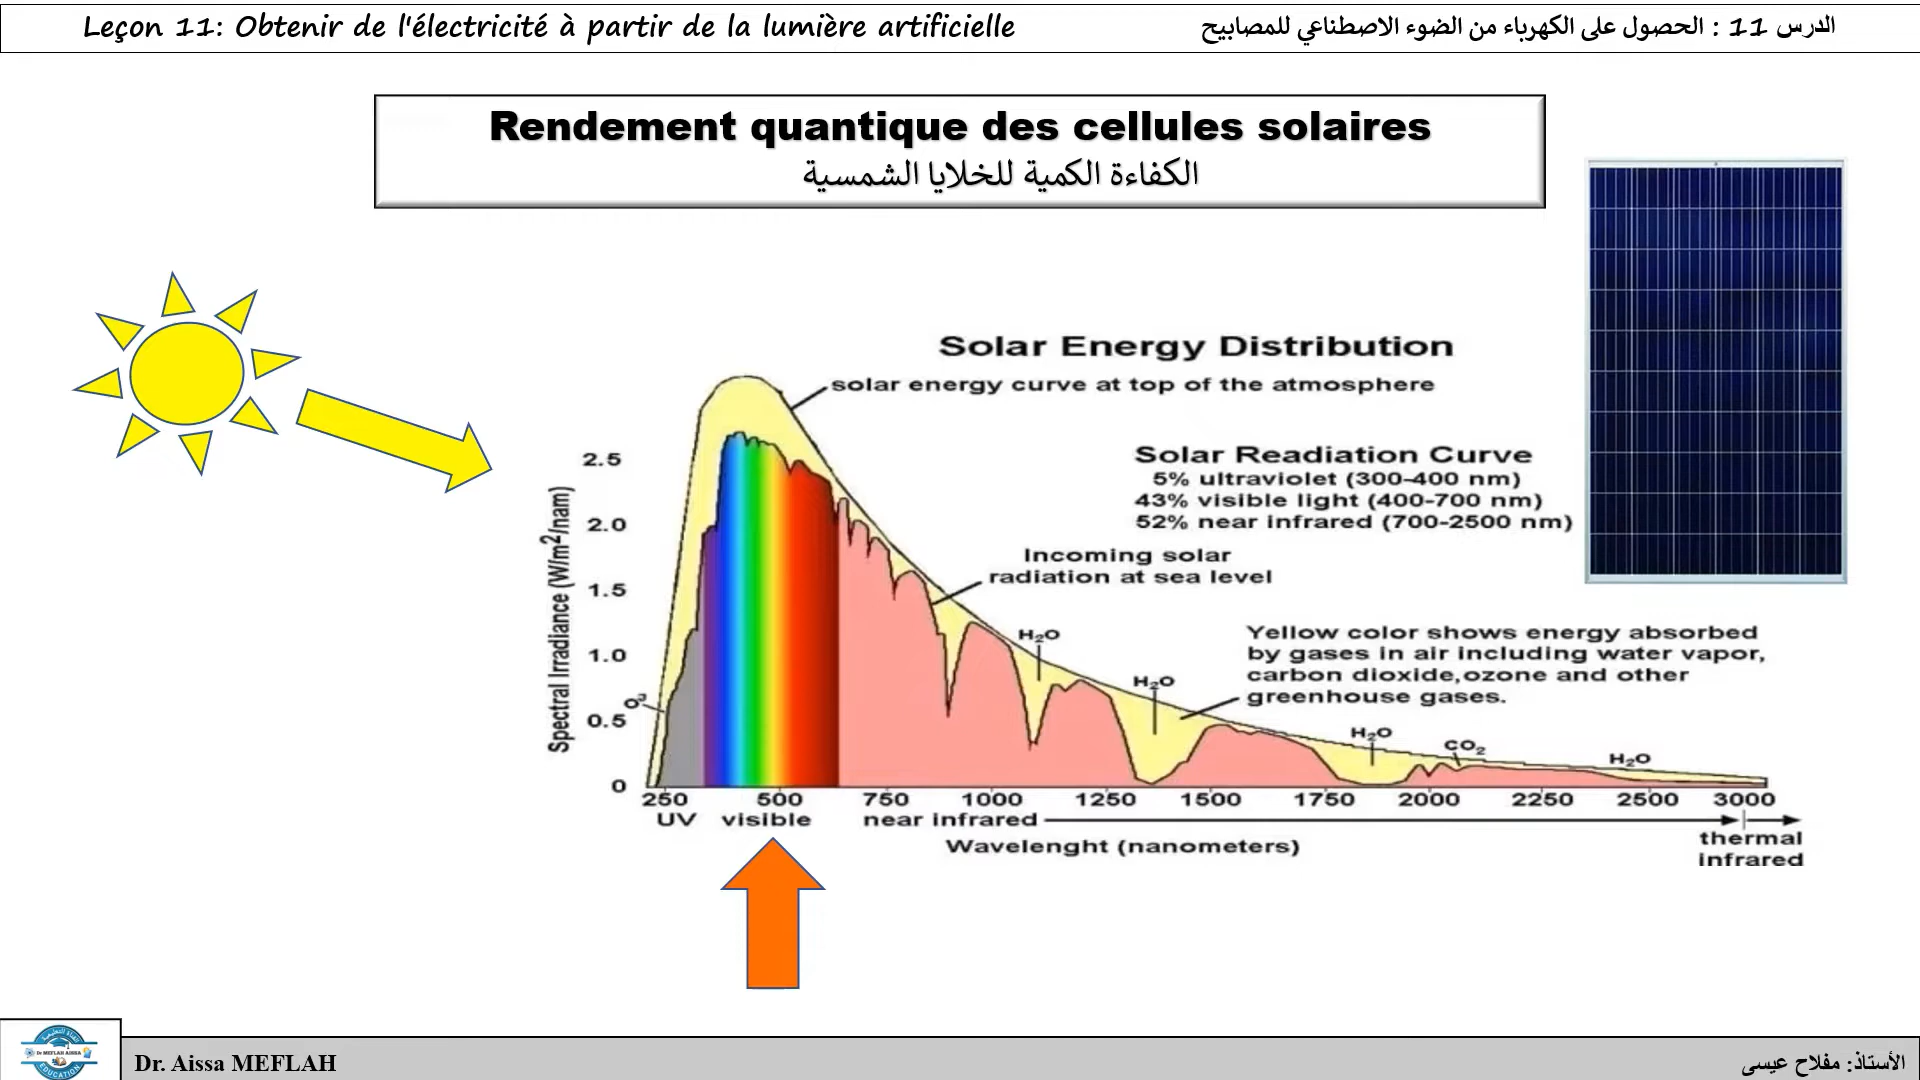 Leçon 11: Obtenir de l'électricité à partir de la lumière artificielle
الدرس 11 : الحصول على الكهرباء من الضوء الاصطناعي للمصابيح
Rendement quantique des cellules solaires
الكفاءة الكمية للخلايا الشمسية
Solar Energy Distribution
solar energy curve at top of the atmosphere
Solar Readiation Curve
5% ultraviolet (300-400 nm)
43% visible light (400-700 nm)
52% near infrared (700-2500 nm)
Incoming solar
radiation at sea level
Yellow color shows energy absorbed
by gases in air including water vapor,
carbon dioxide,ozone and other
greenhouse gases.
Spectral Irradiance (W/m²/nam)
2.5
2.0
1.5
1.0
0.5
0
O³
H₂O
H₂O
H₂O
CO₂
H₂O
250 500 750 1000 1250 1500 1750 2000 2250 2500 3000
UV visible near infrared
thermal
infrared
Wavelenght (nanometers)
Dr MEFLAH AISSA
EDUCATION
Dr. Aissa MEFLAH
الأستاذ: مفلاح عيسى